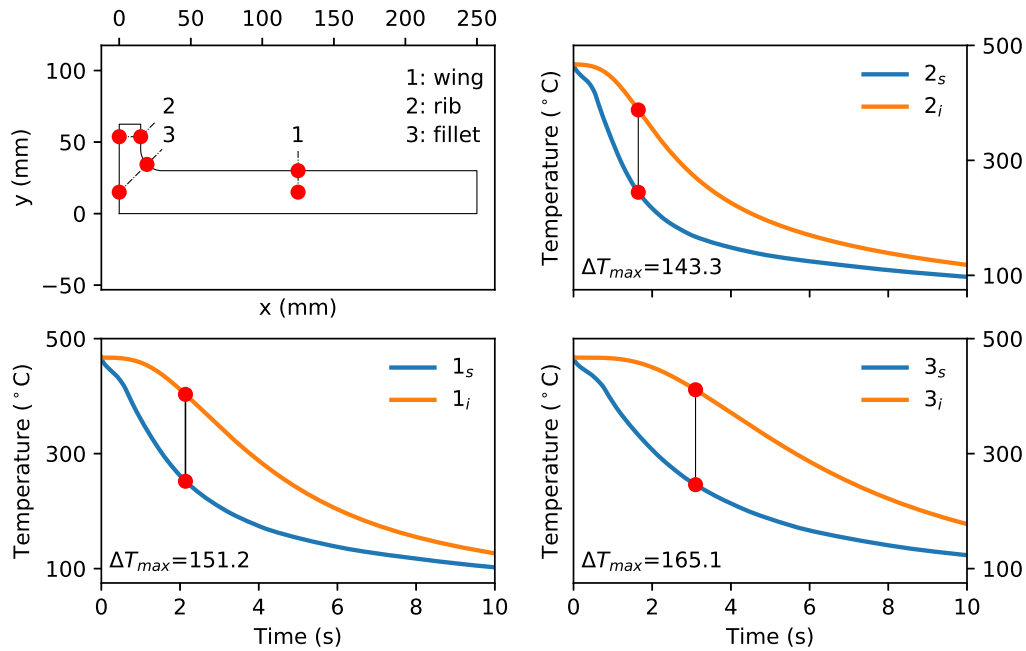 0 50 100 150 200 250
100
50
0
−50
y (mm)
x (mm)
1: wing
2: rib
3: fillet
2
3
1
500
300
100
Temperature (°C)
2s
2i
ΔTmax=143.3
500
300
100
Temperature (°C)
1s
1i
ΔTmax=151.2
0 2 4 6 8 10
Time (s)
500
300
100
Temperature (°C)
3s
3i
ΔTmax=165.1
0 2 4 6 8 10
Time (s)